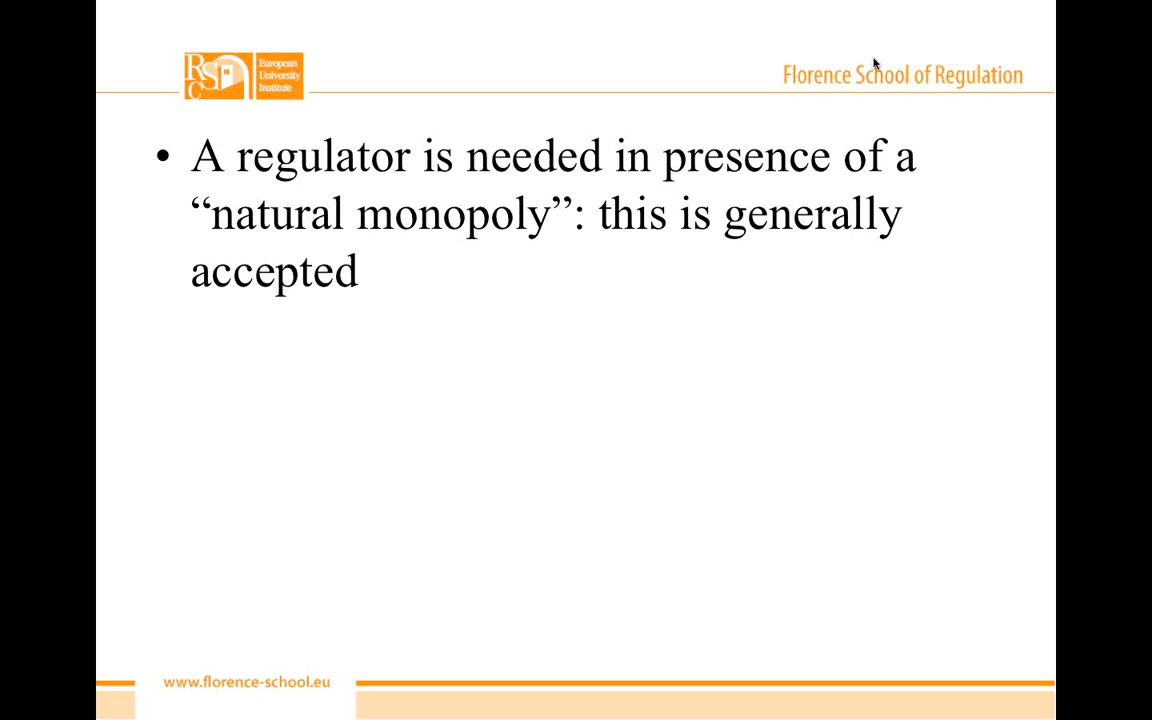 RSC
European
University
Institute
Florence School of Regulation
• A regulator is needed in presence of a
“natural monopoly”: this is generally
accepted
www.florence-school.eu